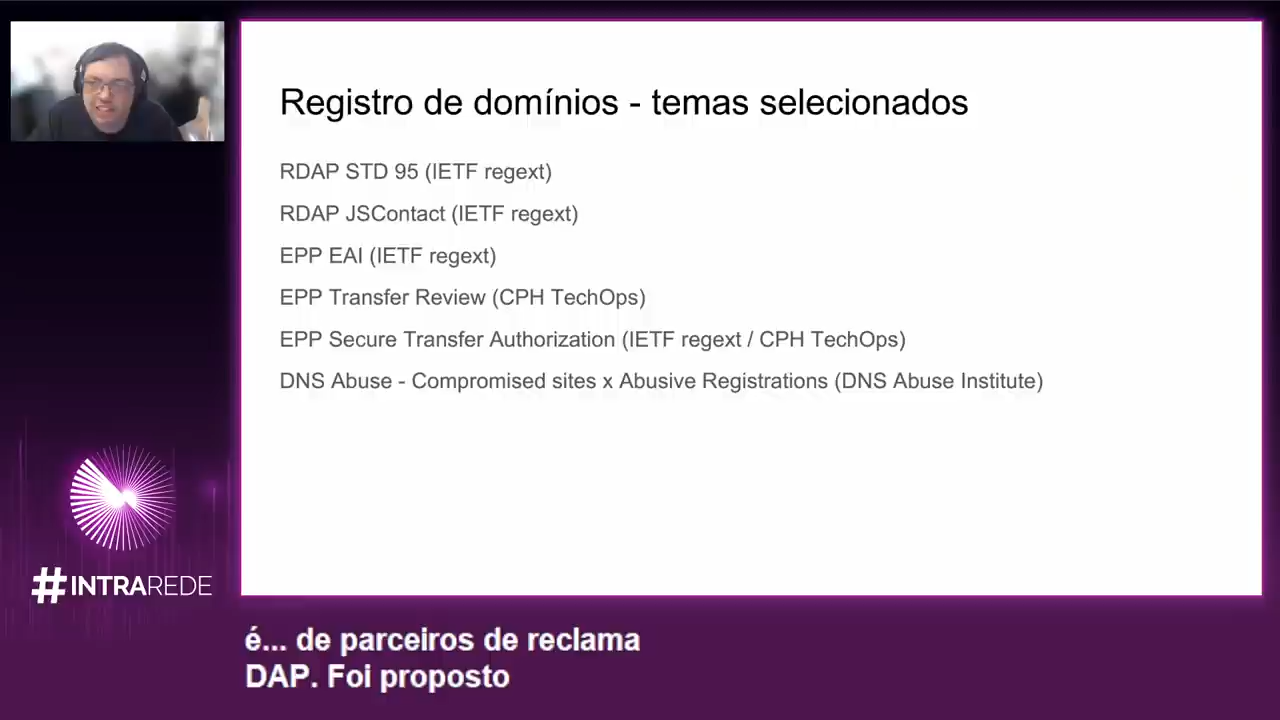 Registro de domínios - temas selecionados
RDAP STD 95 (IETF regext)
RDAP JSContact (IETF regext)
EPP EAI (IETF regext)
EPP Transfer Review (CPH TechOps)
EPP Secure Transfer Authorization (IETF regext / CPH TechOps)
DNS Abuse - Compromised sites x Abusive Registrations (DNS Abuse Institute)
#INTRAREDE
é... de parceiros de reclama
DAP. Foi proposto